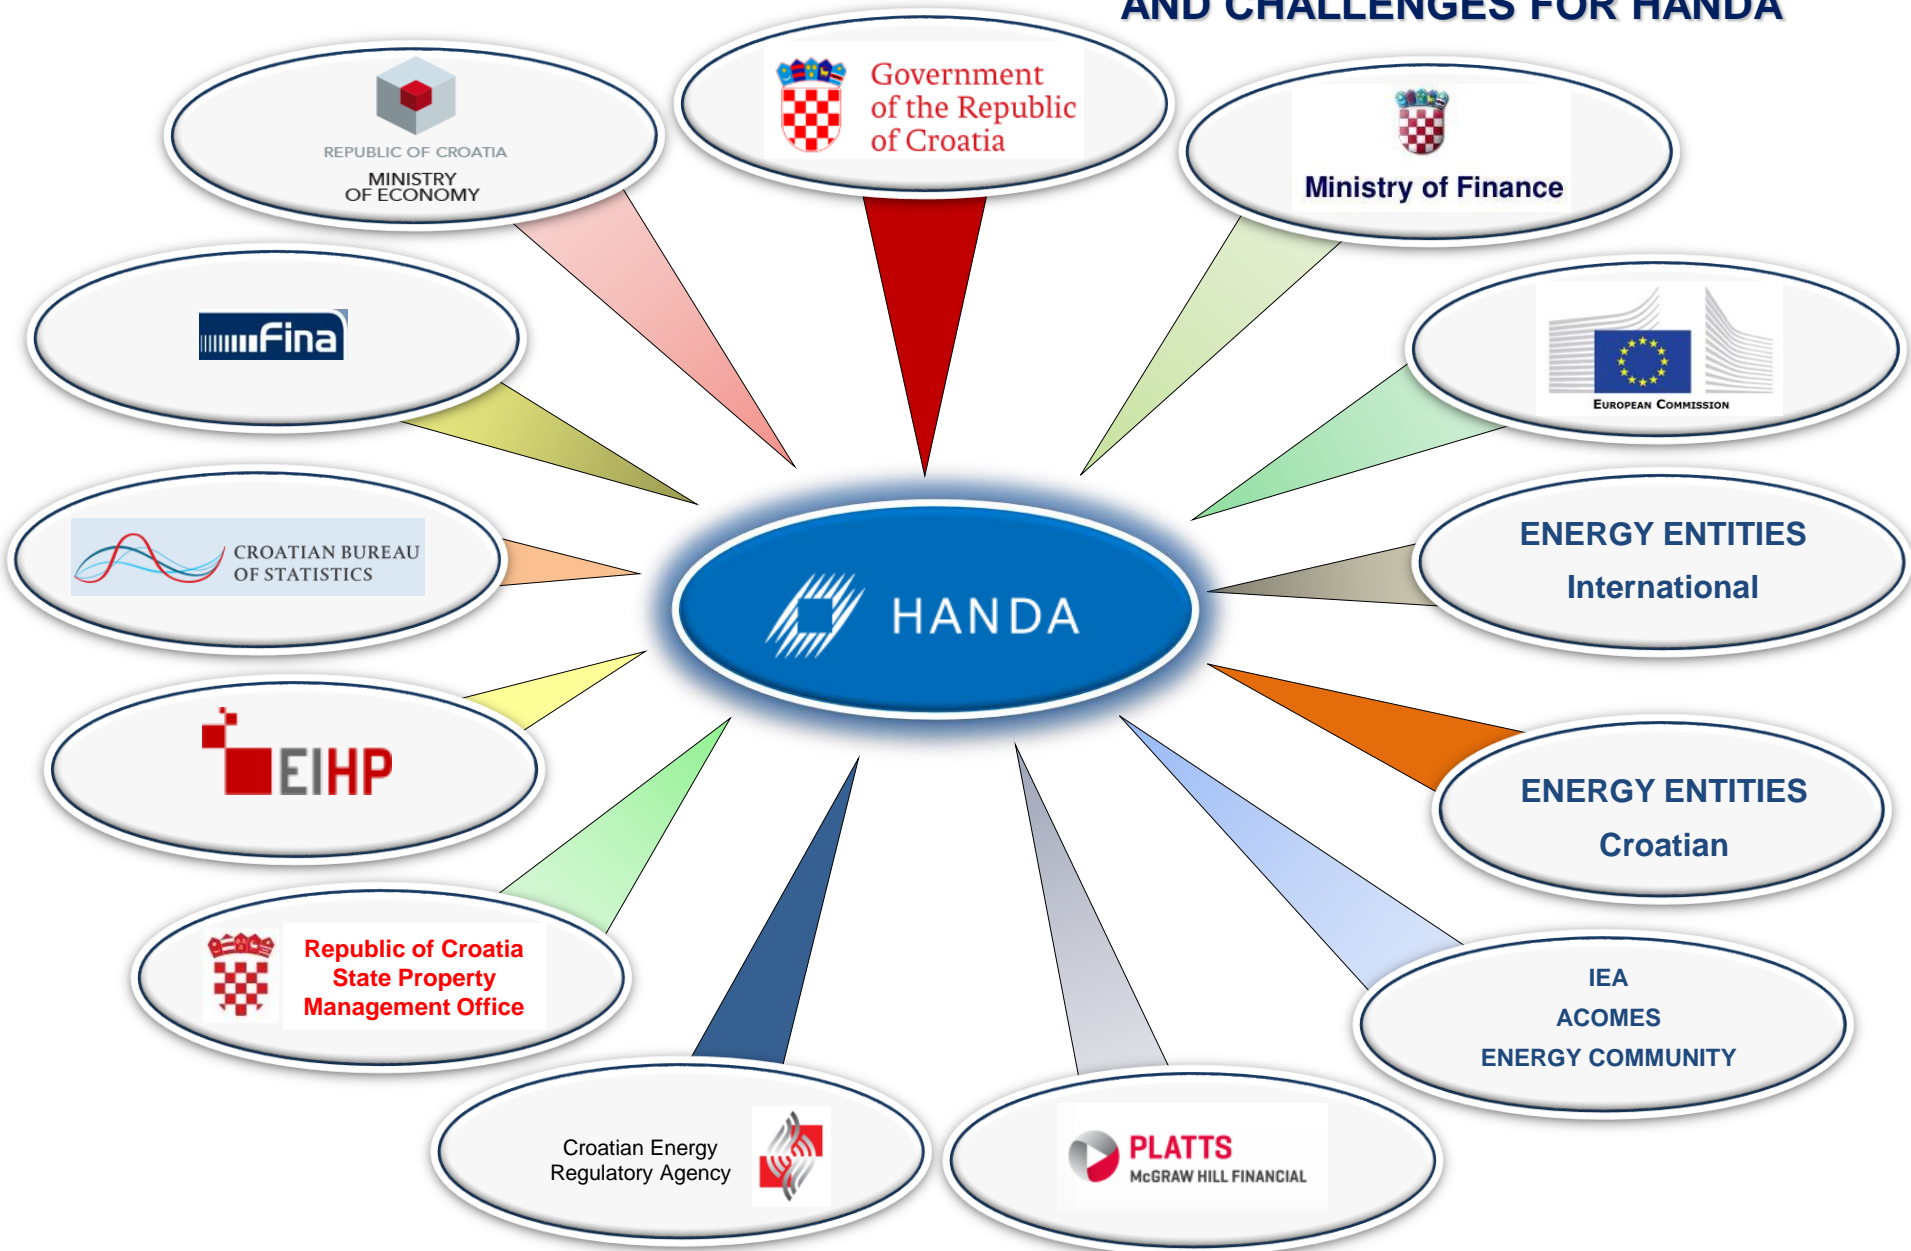 AND CHALLENGES FOR HANDA
REPUBLIC OF CROATIA
MINISTRY
OF ECONOMY
Government
of the Republic
of Croatia
Ministry of Finance
Fina
EUROPEAN COMMISSION
CROATIAN BUREAU
OF STATISTICS
HANDA
ENERGY ENTITIES
International
EIHP
ENERGY ENTITIES
Croatian
Republic of Croatia
State Property
Management Office
IEA
ACOMES
ENERGY COMMUNITY
Croatian Energy
Regulatory Agency
PLATTS
McGRAW HILL FINANCIAL